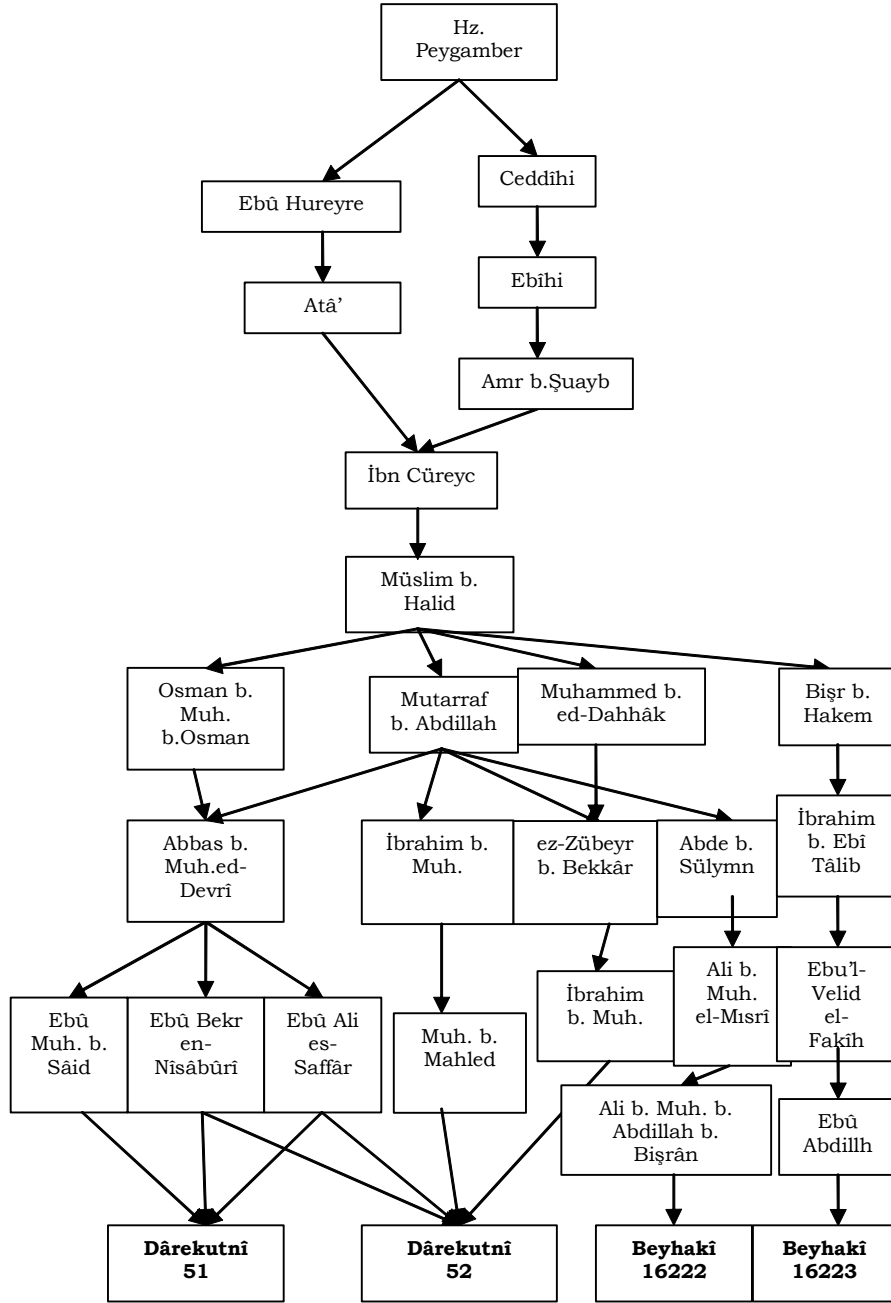 Hz.
Peygamber
Ceddîhi
Ebû Hureyre
Ebîhi
Atâ’
Amr b.Şuayb
İbn Cüreyc
Müslim b.
Halid
Osman b.
Muh.
b.Osman
Mutarraf
b. Abdillah
Muhammed b.
ed-Dahhâk
Bişr b.
Hakem
Abbas b.
Muh.ed-
Devrî
İbrahim b.
Muh.
ez-Zübeyr
b. Bekkâr
Abde b.
Sülymn
İbrahim
b. Ebî
Tâlib
Ebû
Muh. b.
Sâid
Ebû Bekr
en-
Nîsâbûrî
Ebû Ali
es-
Saffâr
Muh. b.
Mahled
İbrahim
b. Muh.
Ali b.
Muh.
el-Mısrî
Ebu’l-
Velid
el-
Fakîh
Ali b. Muh. b.
Abdillah b.
Bişrân
Ebû
Abdillh
Dârekutnî
51
Dârekutnî
52
Beyhakî
16222
Beyhakî
16223